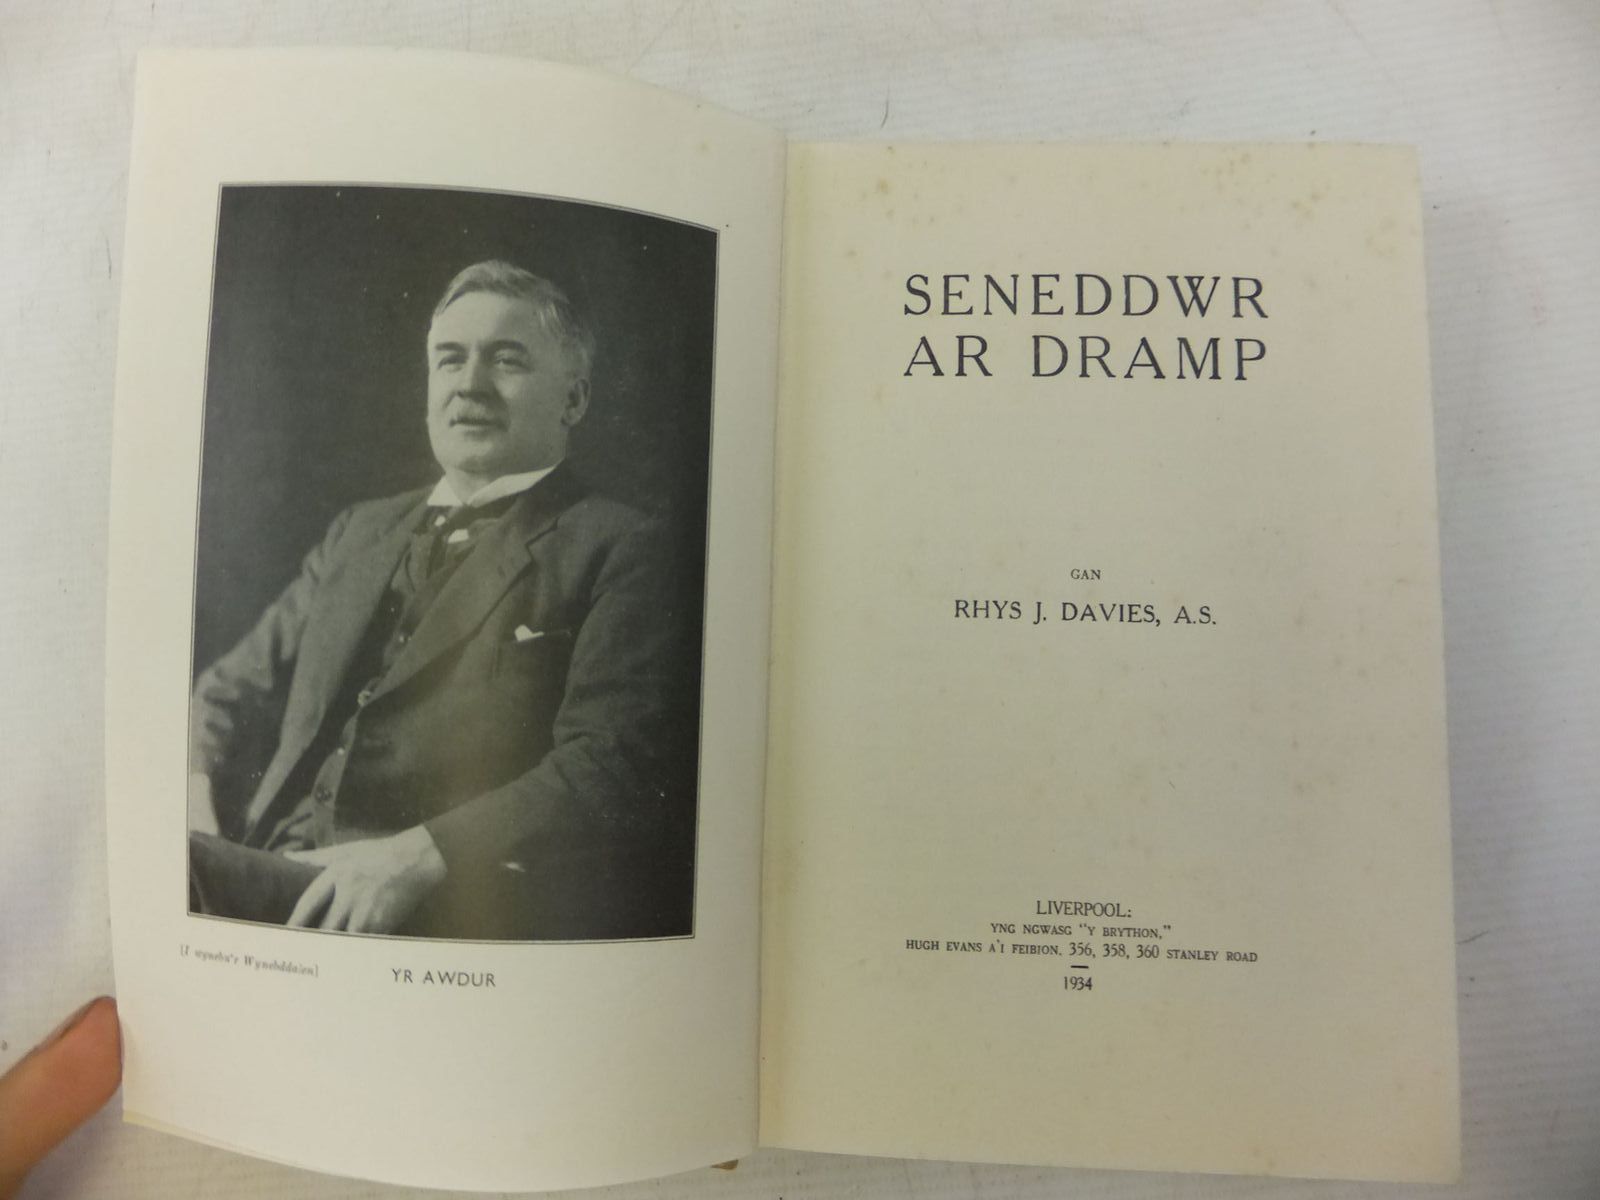 [I wynebu'r Wynebddalen]
YR AWDUR
SENEDDWR
AR DRAMP
GAN
RHYS J. DAVIES, A.S.
LIVERPOOL:
YNG NGWASG "Y BRYTHON,"
HUGH EVANS A'I FEIBION, 356, 358, 360 STANLEY ROAD
1934